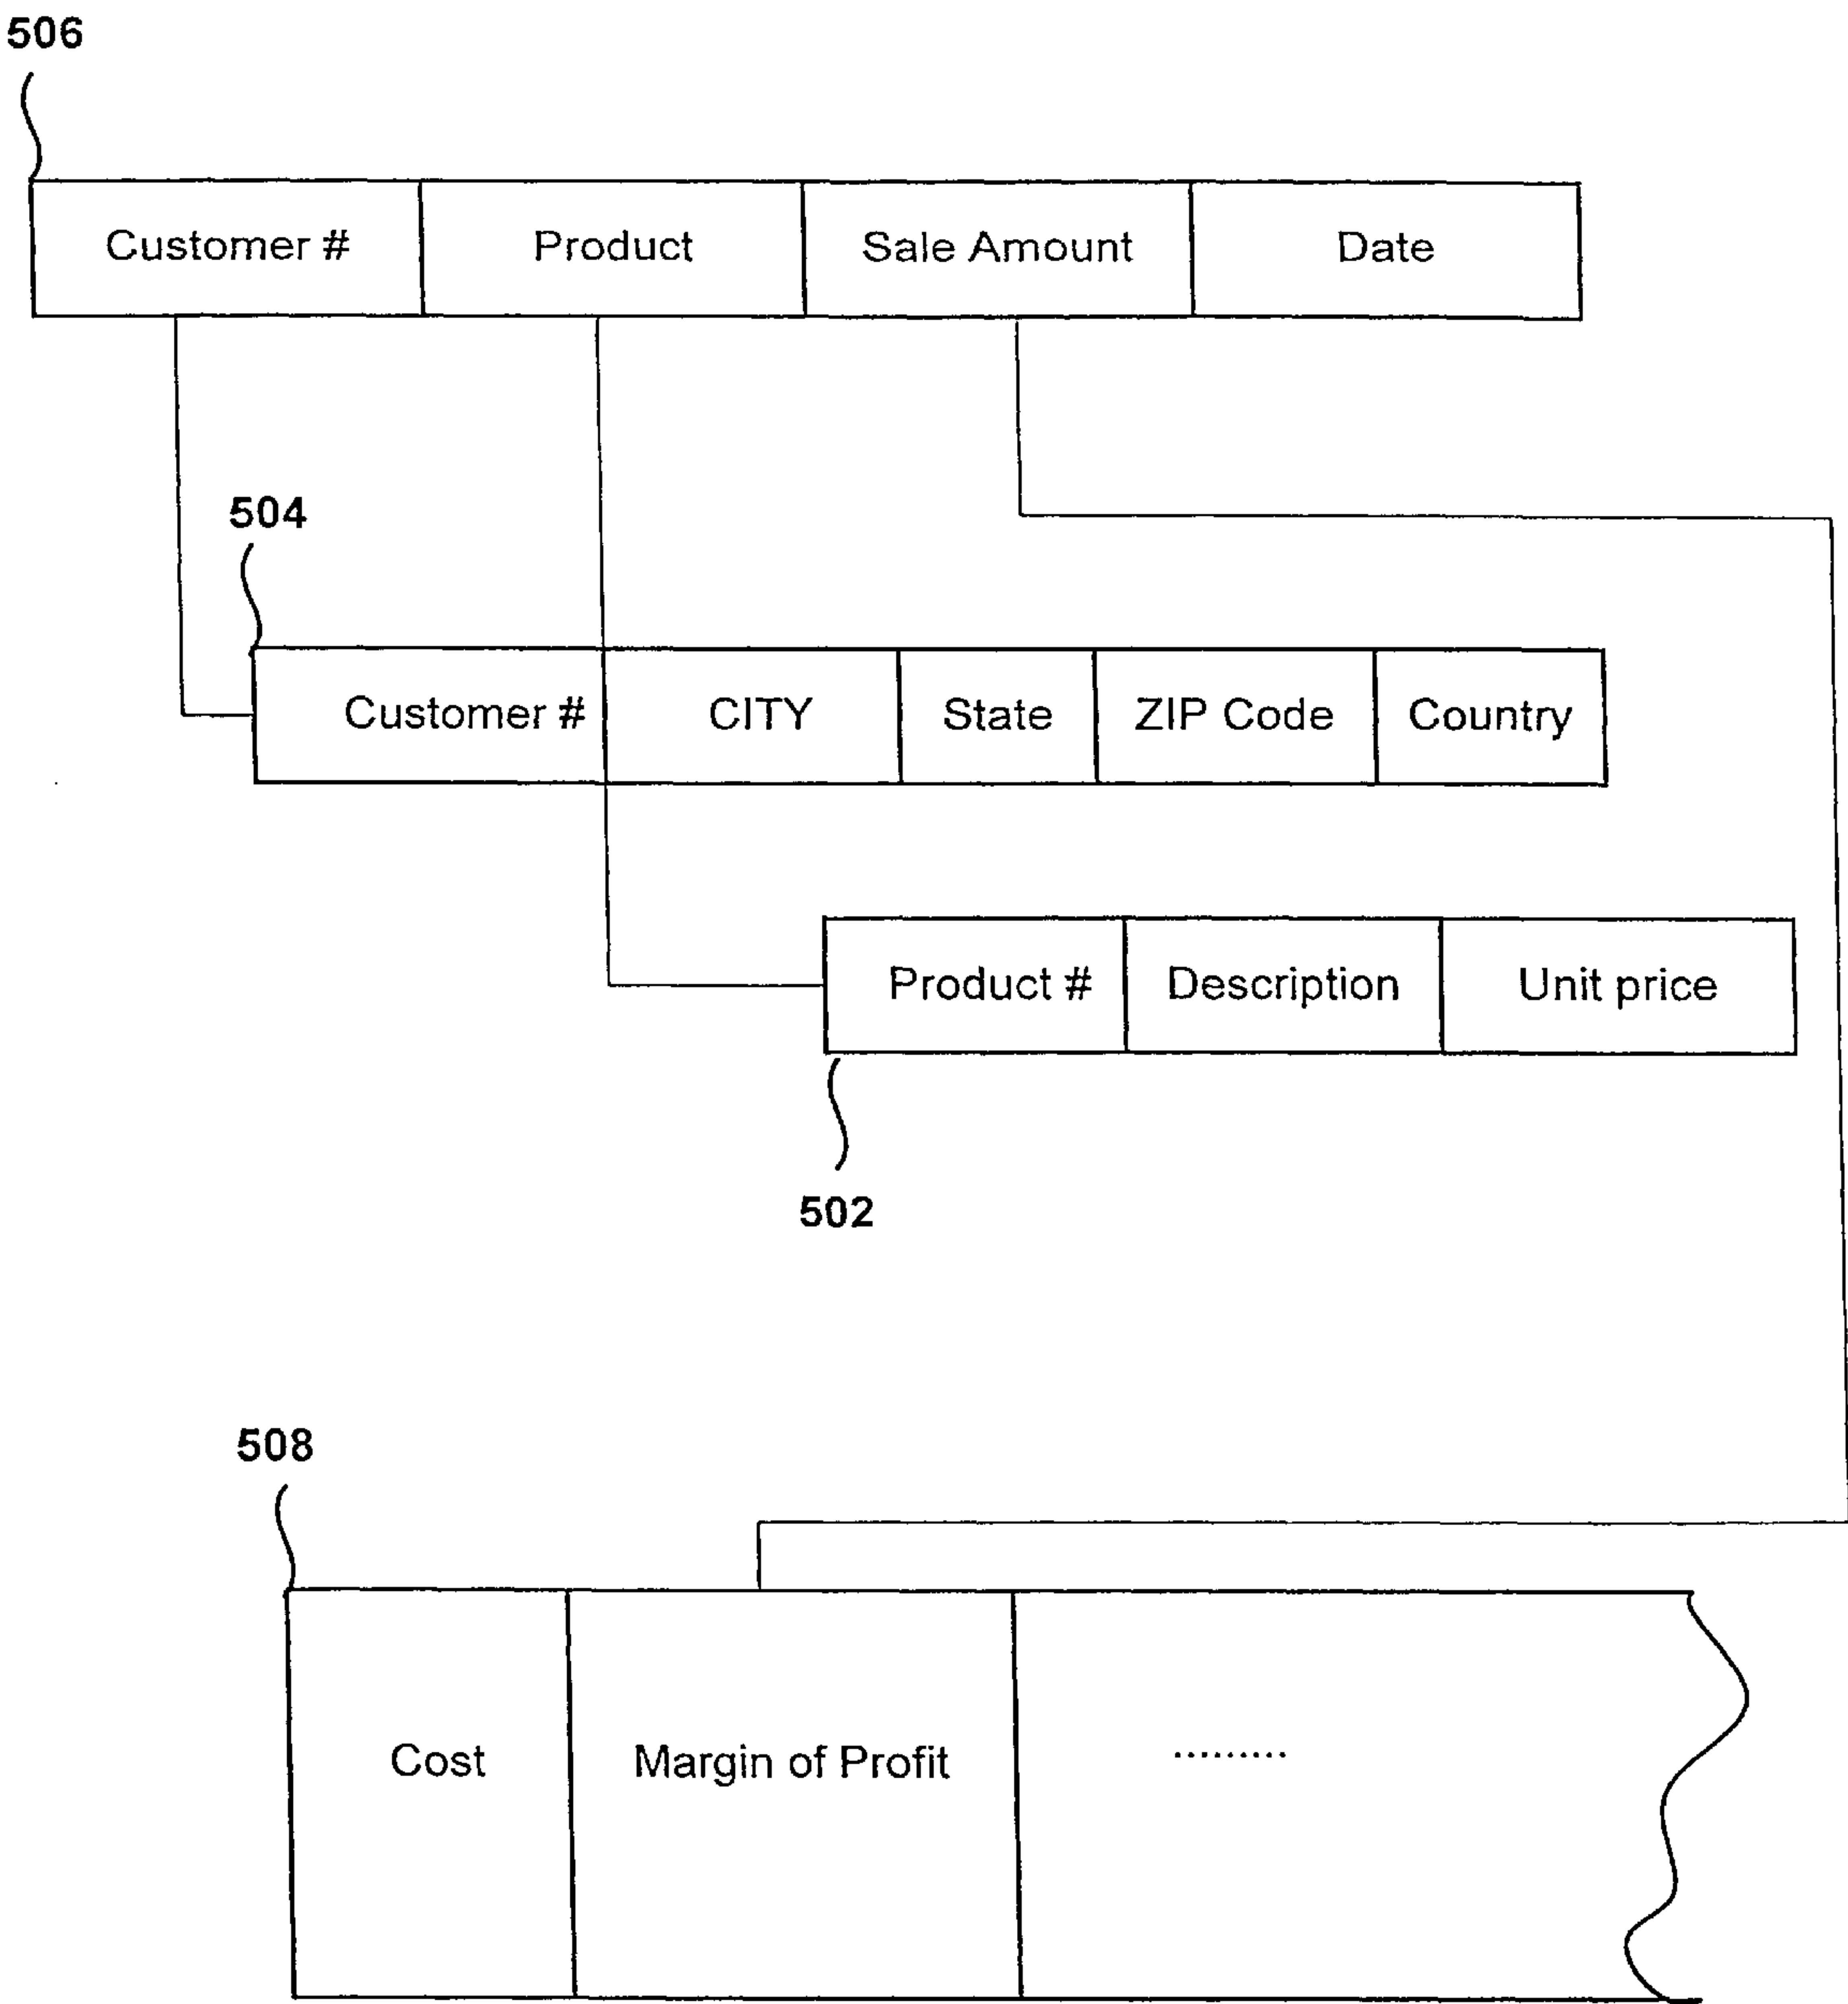 506
Customer # Product Sale Amount Date
504
Customer # CITY State ZIP Code Country
Product # Description Unit price
502
508
Cost Margin of Profit .........